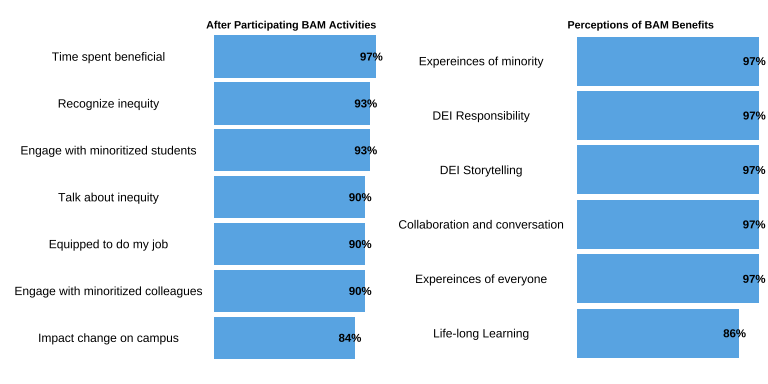 After Participating BAM Activities
Time spent beneficial 97%
Recognize inequity 93%
Engage with minoritized students 93%
Talk about inequity 90%
Equipped to do my job 90%
Engage with minoritized colleagues 90%
Impact change on campus 84%
Perceptions of BAM Benefits
Expereinces of minority 97%
DEI Responsibility 97%
DEI Storytelling 97%
Collaboration and conversation 97%
Expereinces of everyone 97%
Life-long Learning 86%